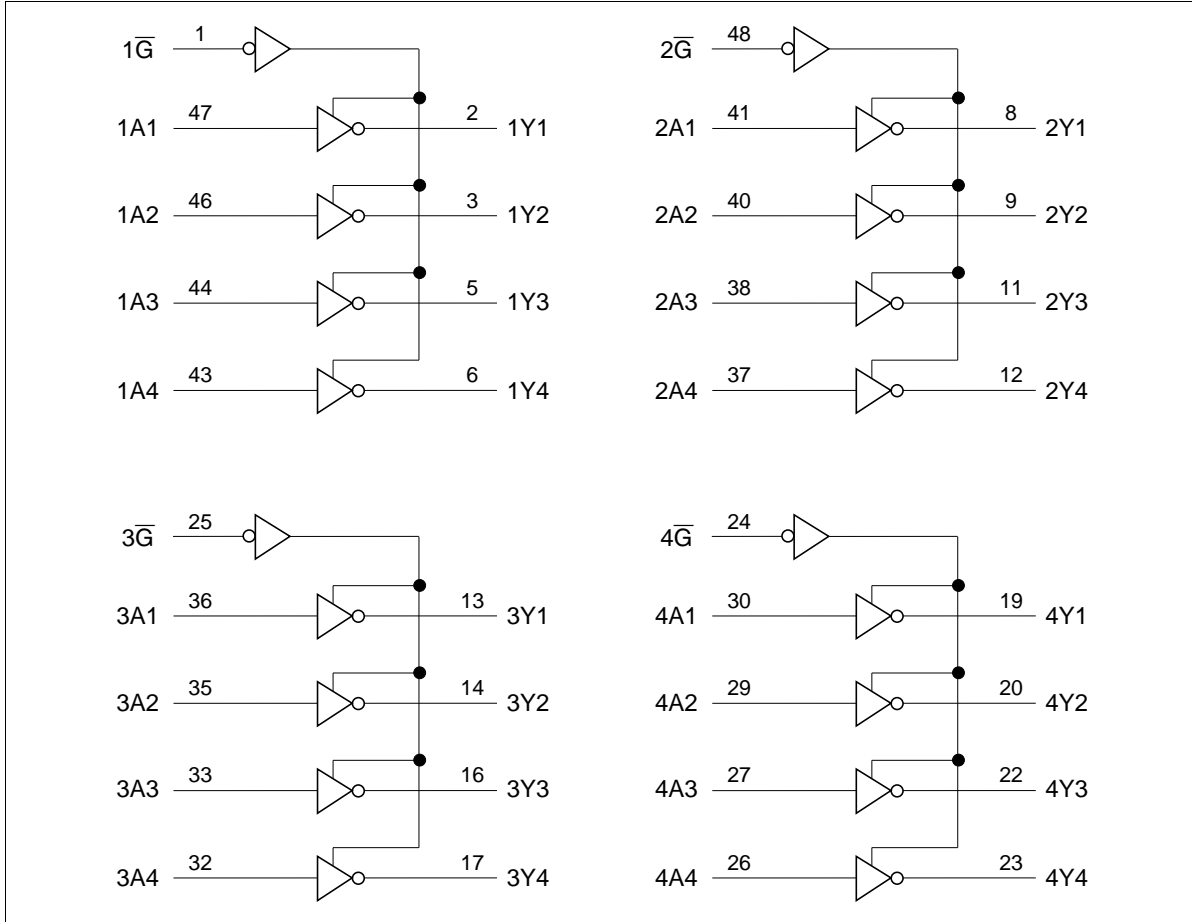 1G̅ 1
1A1 47 2 1Y1
1A2 46 3 1Y2
1A3 44 5 1Y3
1A4 43 6 1Y4
2G̅ 48
2A1 41 8 2Y1
2A2 40 9 2Y2
2A3 38 11 2Y3
2A4 37 12 2Y4
3G̅ 25
3A1 36 13 3Y1
3A2 35 14 3Y2
3A3 33 16 3Y3
3A4 32 17 3Y4
4G̅ 24
4A1 30 19 4Y1
4A2 29 20 4Y2
4A3 27 22 4Y3
4A4 26 23 4Y4